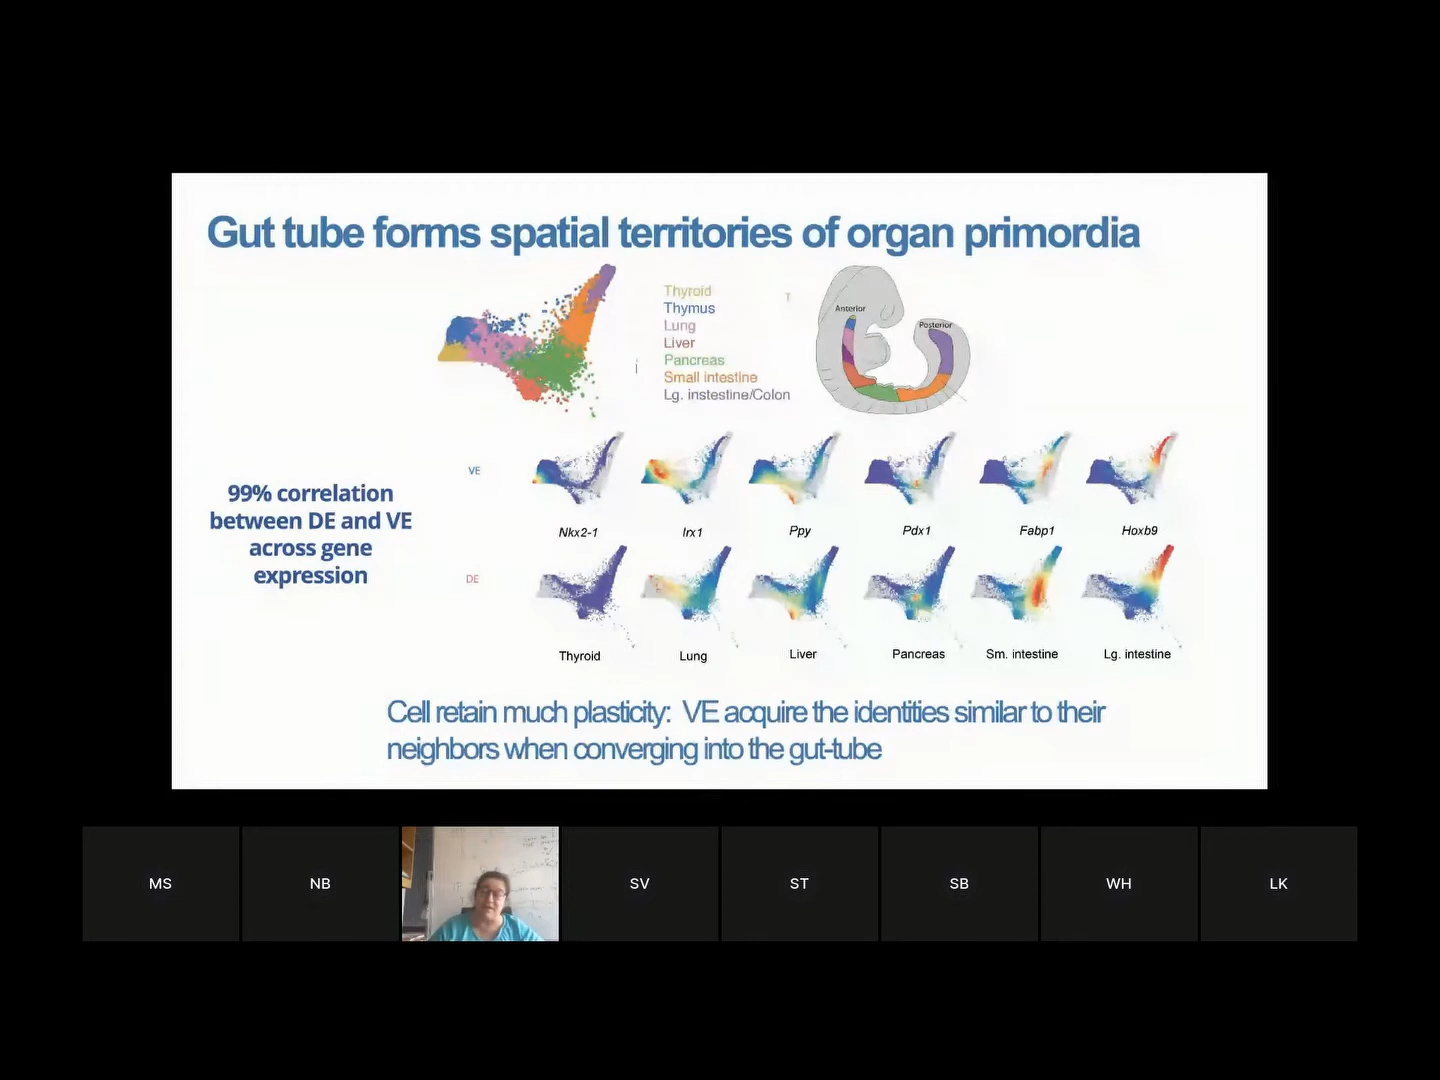 Gut tube forms spatial territories of organ primordia
Thyroid
Thymus
Lung
Liver
Pancreas
Small intestine
Lg. instestine/Colon
T
Anterior
Posterior
99% correlation
between DE and VE
across gene
expression
VE
Nkx2-1
Irx1
Ppy
Pdx1
Fabp1
Hoxb9
DE
Thyroid
Lung
Liver
Pancreas
Sm. intestine
Lg. intestine
Cell retain much plasticity: VE acquire the identities similar to their
neighbors when converging into the gut-tube
MS
NB
SV
ST
SB
WH
LK